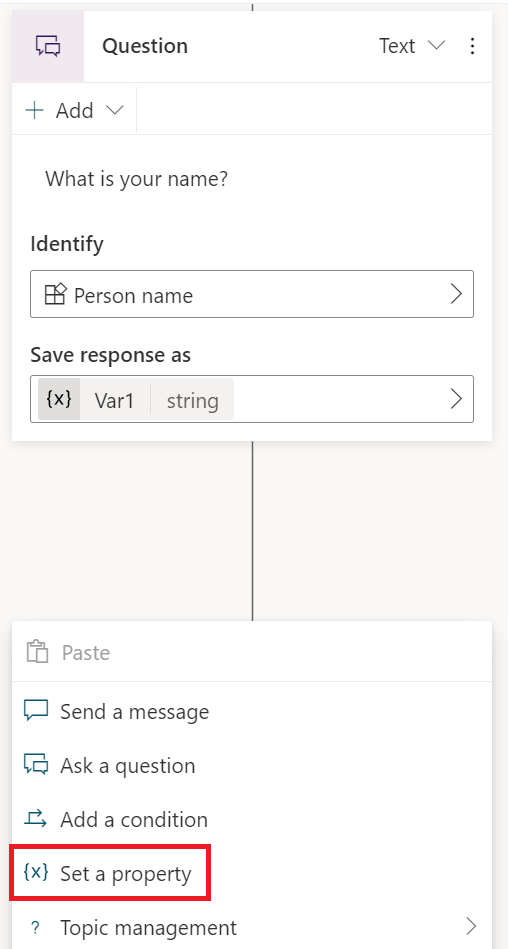 Question Text
Add
What is your name?
Identify
Person name
Save response as
{x} Var1 string
Paste
Send a message
Ask a question
Add a condition
{x} Set a property
? Topic management